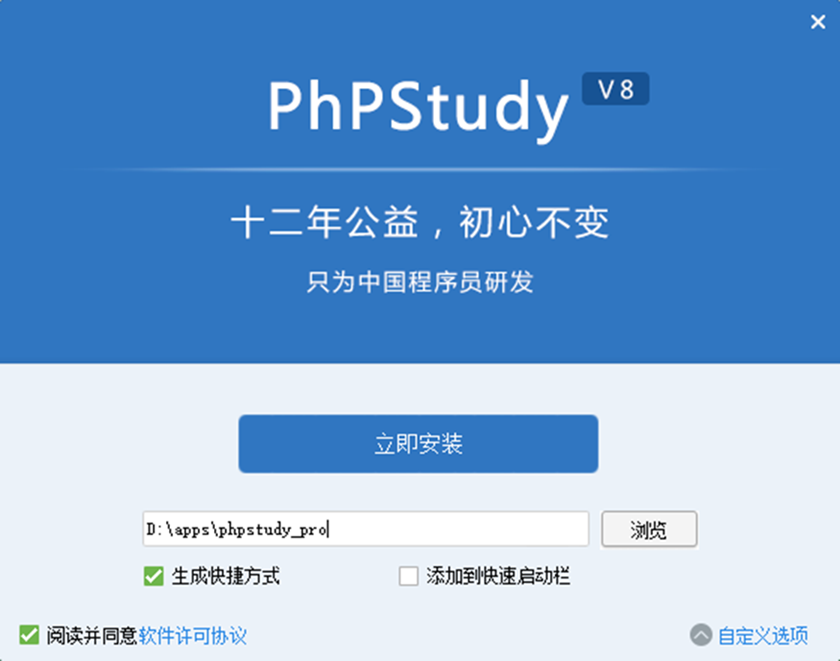 PhPStudy V8
十二年公益，初心不变
只为中国程序员研发
立即安装
D:\apps\phpstudy_pro 浏览
生成快捷方式 添加到快速启动栏
阅读并同意软件许可协议 自定义选项